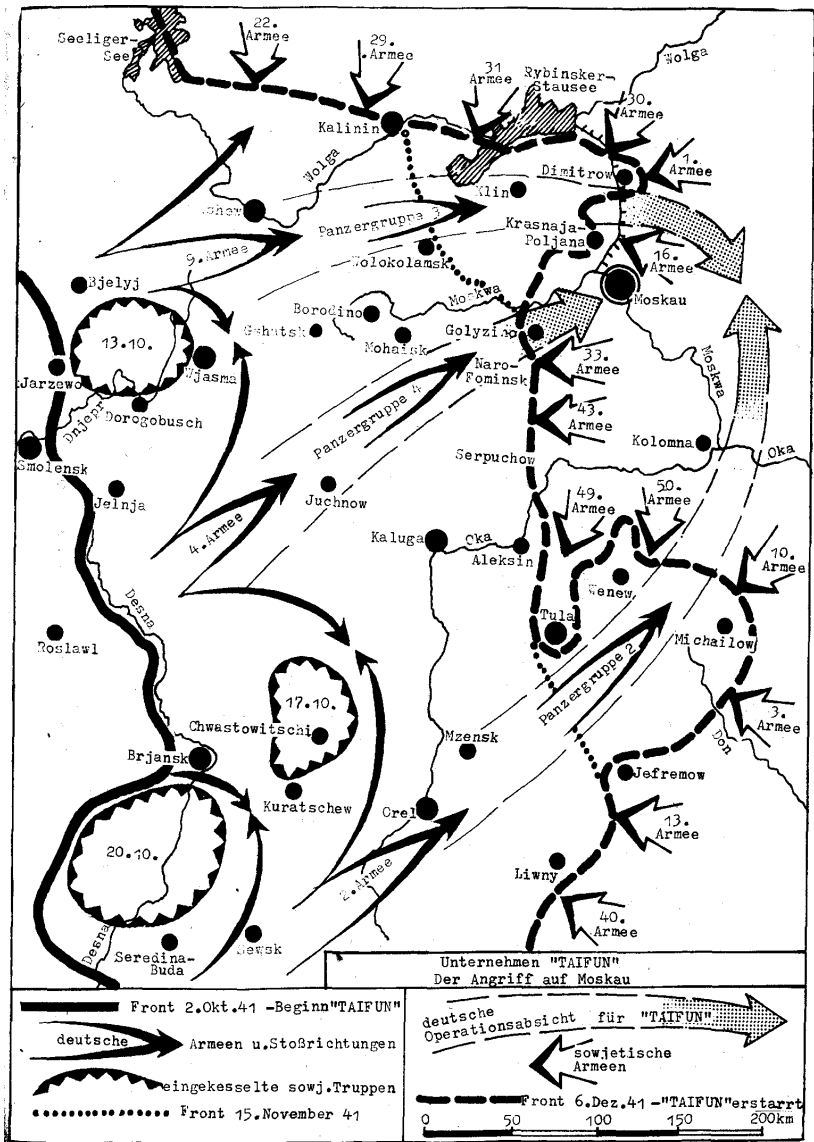 Seeliger-
See
22.
Armee
29.
Armee
31
Armee
Rybinsker-
Stausee
Wolga
30.
Armee
1.
Armee
Kalinin
Wolga
Dimitrow
Klin
Panzergruppe 3
Krasnaja-
Poljana
16.
Armee
9.Armee
Wolokolamsk
Bjelyj
Moskwa
Moskau
Borodino
Gshatsk
Mohaisk
Golyzino
13.10.
Wjasma
Jarzewo
Naro-
Fominsk
33.
Armee
Moskwa
Dnjepr
Dorogobusch
Panzergruppe 4
43.
Armee
Smolensk
Serpuchow
Kolomna
Oka
Jelnja
Juchnow
4.Armee
49.
Armee
50.
Armee
Kaluga
Oka
Aleksin
10.
Armee
Desna
Wenew
Roslawl
Tula
Michailow
Panzergruppe 2
17.10.
Chwastowitschi
3.
Armee
Don
Brjansk
Mzensk
Kuratschew
Jefremow
Orel
13.
Armee
20.10.
2.Armee
Liwny
40.
Armee
Desna
Seredina-
Buda
Sewsk
Unternehmen "TAIFUN"
Der Angriff auf Moskau
Front 2.Okt.41 -Beginn"TAIFUN"
deutsche Armeen u.Stoßrichtungen
eingekesselte sowj.Truppen
Front 15.November 41
deutsche
Operationsabsicht für "TAIFUN"
sowjetische
Armeen
Front 6.Dez.41 -"TAIFUN"erstarrt
0 50 100 150 200km